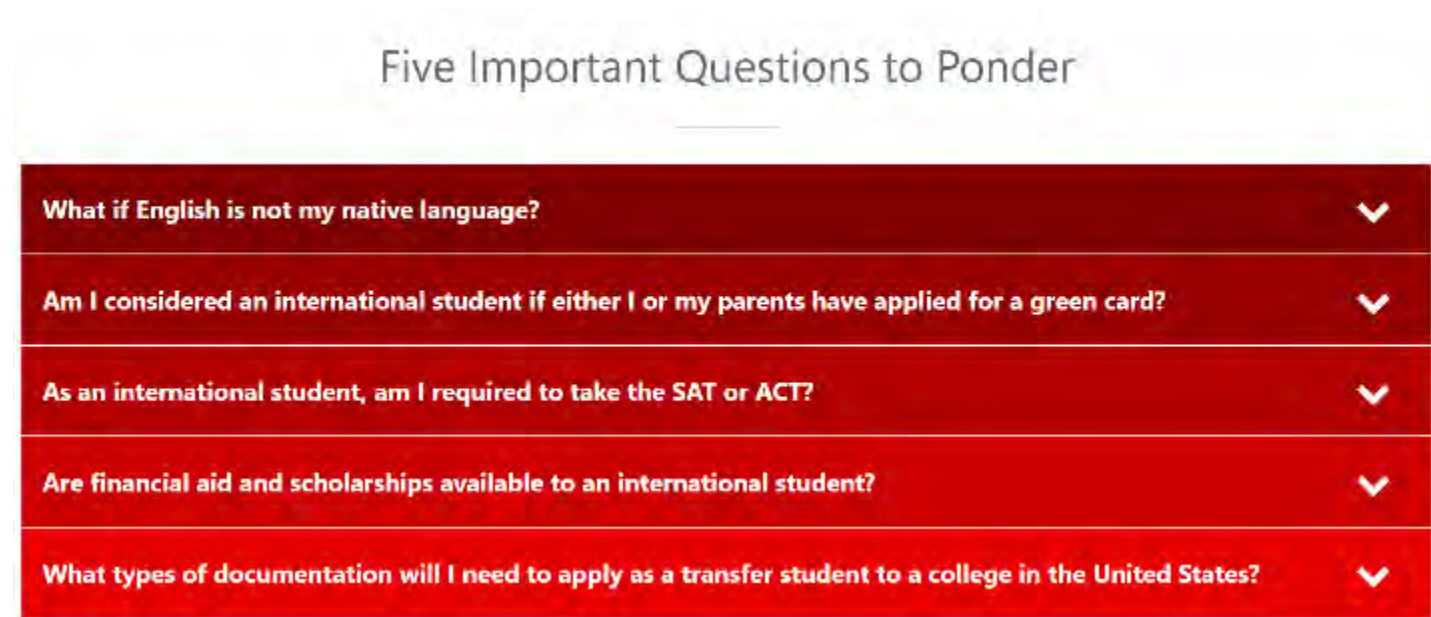 Five Important Questions to Ponder
What if English is not my native language?
Am I considered an international student if either I or my parents have applied for a green card?
As an international student, am I required to take the SAT or ACT?
Are financial aid and scholarships available to an international student?
What types of documentation will I need to apply as a transfer student to a college in the United States?